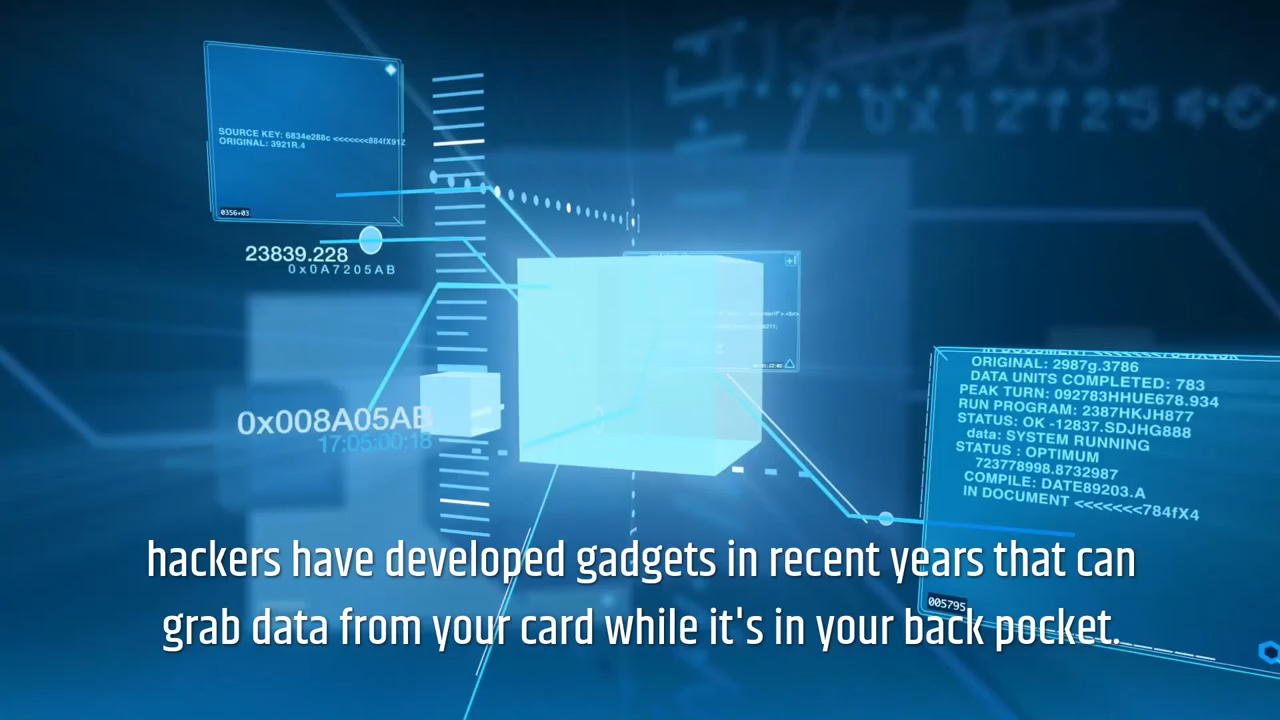 SOURCE KEY: 6834e288c <<<<<<<884fX91Z
ORIGINAL: 3921R.4
0356+03
23839.228
0x0A7205AB
0x008A05AB
17:05:00:18
ORIGINAL: 2987g.3786
DATA UNITS COMPLETED: 783
PEAK TURN: 092783HHUE678.934
RUN PROGRAM: 2387HKJH877
STATUS: OK -12837.SDJHG888
data: SYSTEM RUNNING
STATUS : OPTIMUM
723778998.8732987
COMPILE: DATE89203.A
IN DOCUMENT <<<<<<<784fX4
005795
hackers have developed gadgets in recent years that can
grab data from your card while it's in your back pocket.